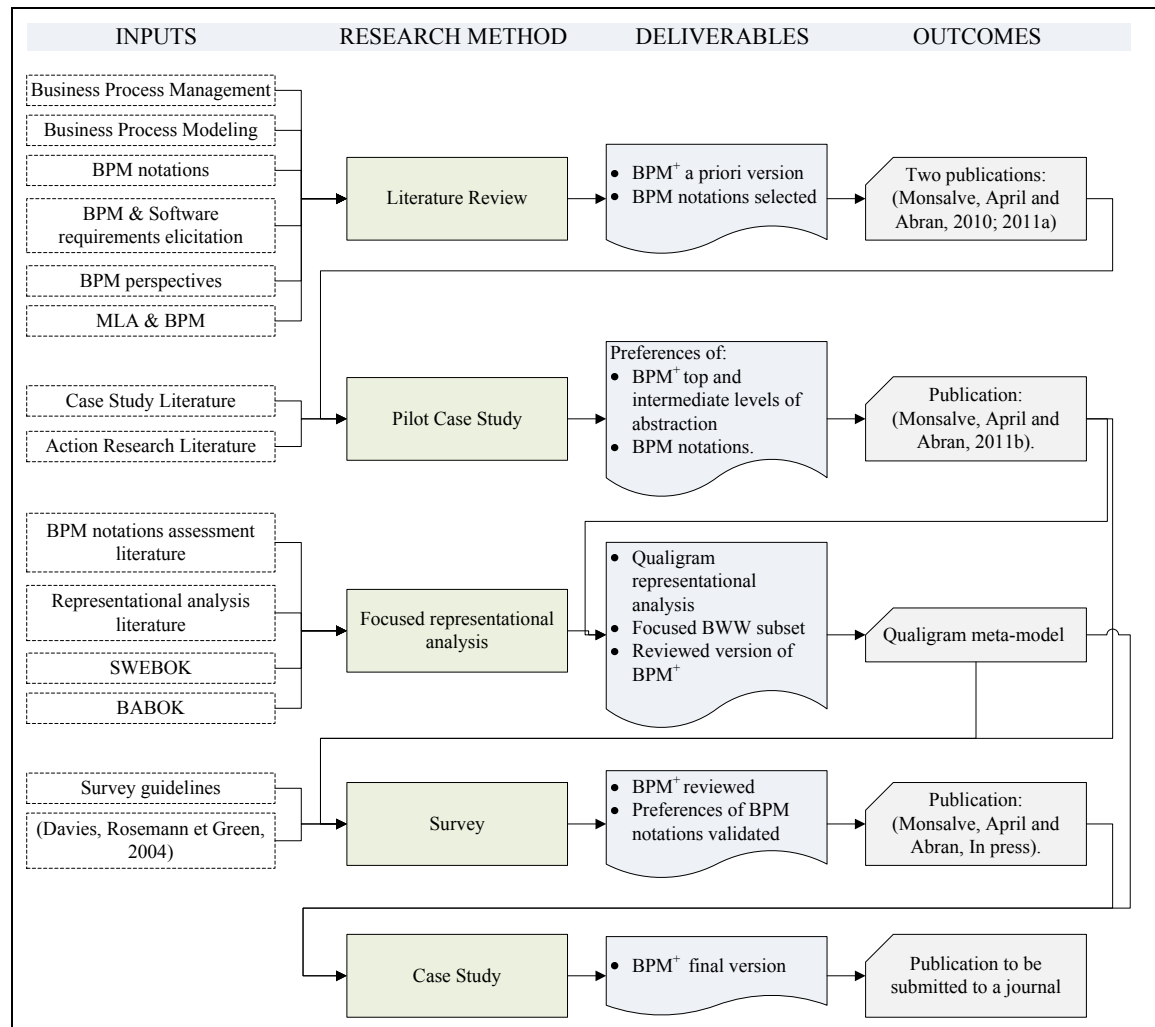 INPUTS
RESEARCH METHOD
DELIVERABLES
OUTCOMES
Business Process Management
Business Process Modeling
BPM notations
BPM & Software
requirements elicitation
BPM perspectives
MLA & BPM
Literature Review
● BPM⁺ a priori version
● BPM notations selected
Two publications:
(Monsalve, April and
Abran, 2010; 2011a)
Case Study Literature
Action Research Literature
Pilot Case Study
Preferences of:
● BPM⁺ top and
intermediate levels of
abstraction
● BPM notations.
Publication:
(Monsalve, April and
Abran, 2011b).
BPM notations assessment
literature
Representational analysis
literature
SWEBOK
BABOK
Focused representational
analysis
● Qualigram
representational
analysis
● Focused BWW subset
● Reviewed version of
BPM⁺
Qualigram meta-model
Survey guidelines
(Davies, Rosemann et Green,
2004)
Survey
● BPM⁺ reviewed
● Preferences of BPM
notations validated
Publication:
(Monsalve, April and
Abran, In press).
Case Study
● BPM⁺ final version
Publication to be
submitted to a journal